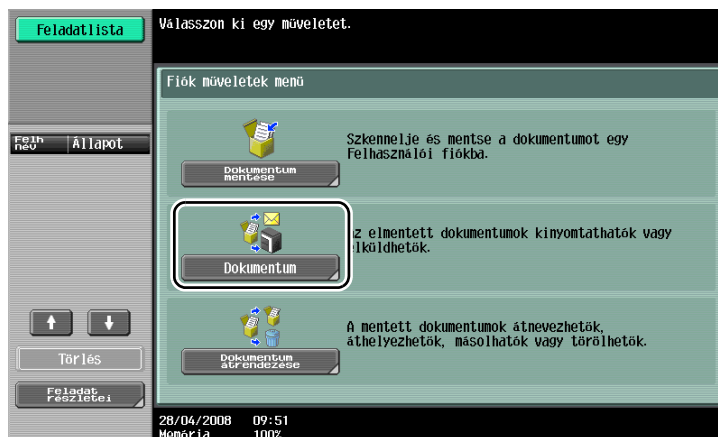 Feladatlista
Válasszon ki egy műveletet.
Fiók műveletek menü
Felh
név
Állapot
Szkennelje és mentse a dokumentumot egy
Felhasználói fiókba.
Dokumentum
mentése
az elmentett dokumentumok kinyomtathatók vagy
elküldhetők.
Dokumentum
A mentett dokumentumok átnevezhetők,
áthelyezhetők, másolhatók vagy törölhetők.
Dokumentum
átrendezése
Törlés
Feladat
részletei
28/04/2008 09:51
Memória 100%